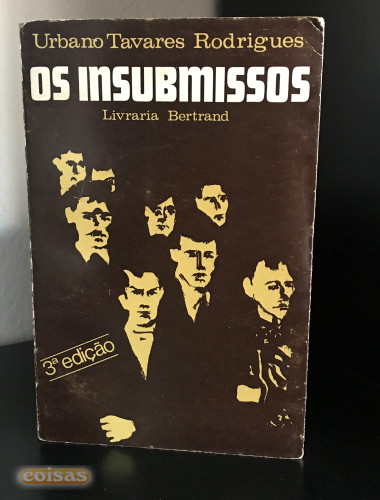 Urbano Tavares Rodrigues
OS INSUBMISSOS
Livraria Bertrand
3ª edição
coisas